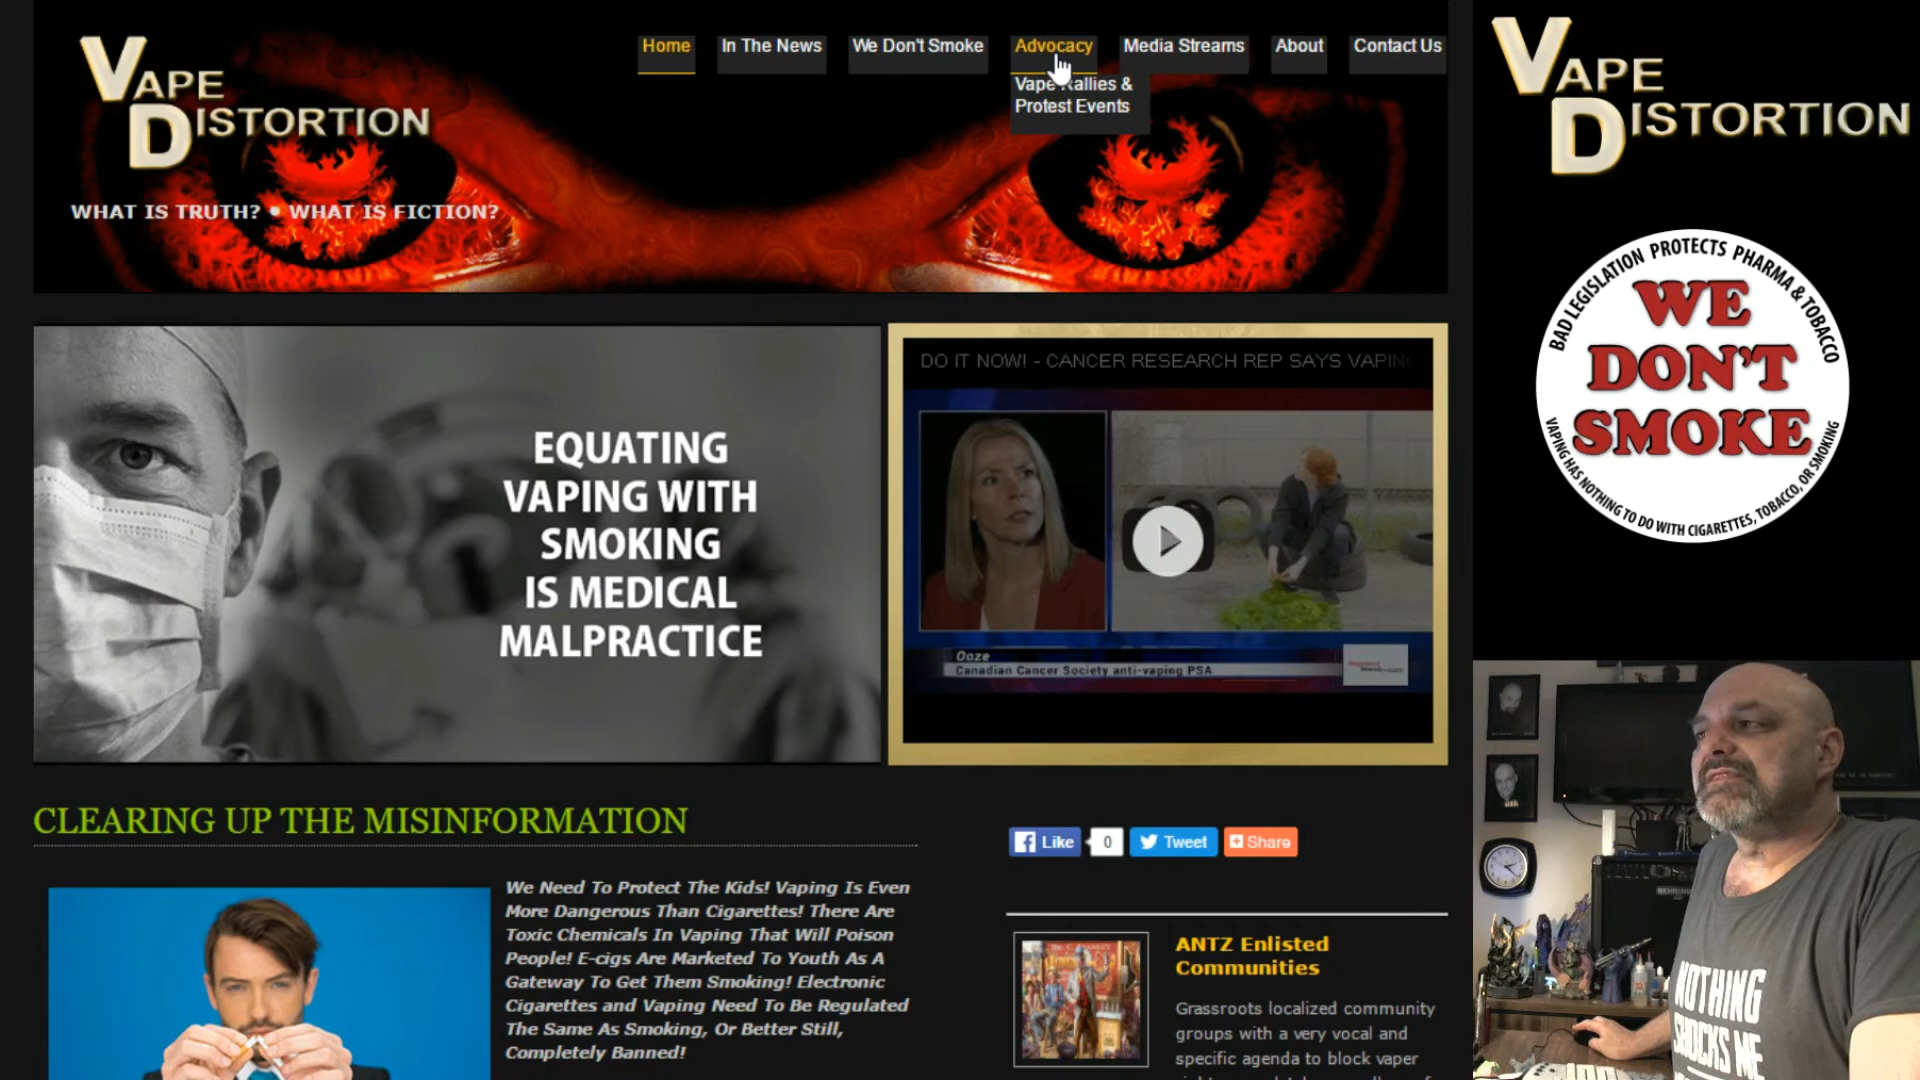 VAPE
DISTORTION
WHAT IS TRUTH? • WHAT IS FICTION?
Home
In The News
We Don't Smoke
Advocacy
Media Streams
About
Contact Us
Vape Rallies &
Protest Events
EQUATING
VAPING WITH
SMOKING
IS MEDICAL
MALPRACTICE
DO IT NOW! - CANCER RESEARCH REP SAYS VAPING
Ooze
Canadian Cancer Society anti-vaping PSA
CLEARING UP THE MISINFORMATION
We Need To Protect The Kids! Vaping Is Even
More Dangerous Than Cigarettes! There Are
Toxic Chemicals In Vaping That Will Poison
People! E-cigs Are Marketed To Youth As A
Gateway To Get Them Smoking! Electronic
Cigarettes and Vaping Need To Be Regulated
The Same As Smoking, Or Better Still,
Completely Banned!
Like
0
Tweet
Share
ANTZ Enlisted
Communities
Grassroots localized community
groups with a very vocal and
specific agenda to block vaper
VAPE
DISTORTION
BAD LEGISLATION PROTECTS PHARMA & TOBACCO
WE
DON'T
SMOKE
VAPING HAS NOTHING TO DO WITH CIGARETTES, TOBACCO, OR SMOKING
BEHRINGER
NOTHING
SHOCKS ME